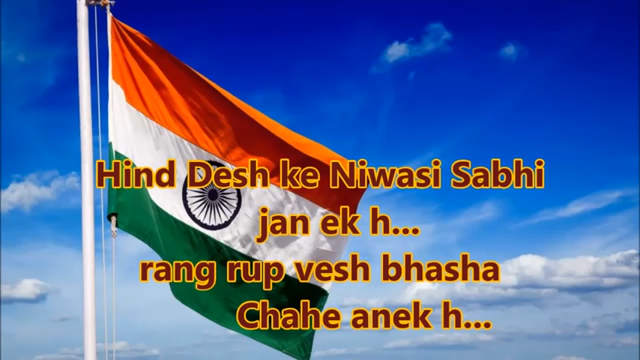 Hind Desh ke Niwasi Sabhi
jan ek h...
rang rup vesh bhasha
Chahe anek h...